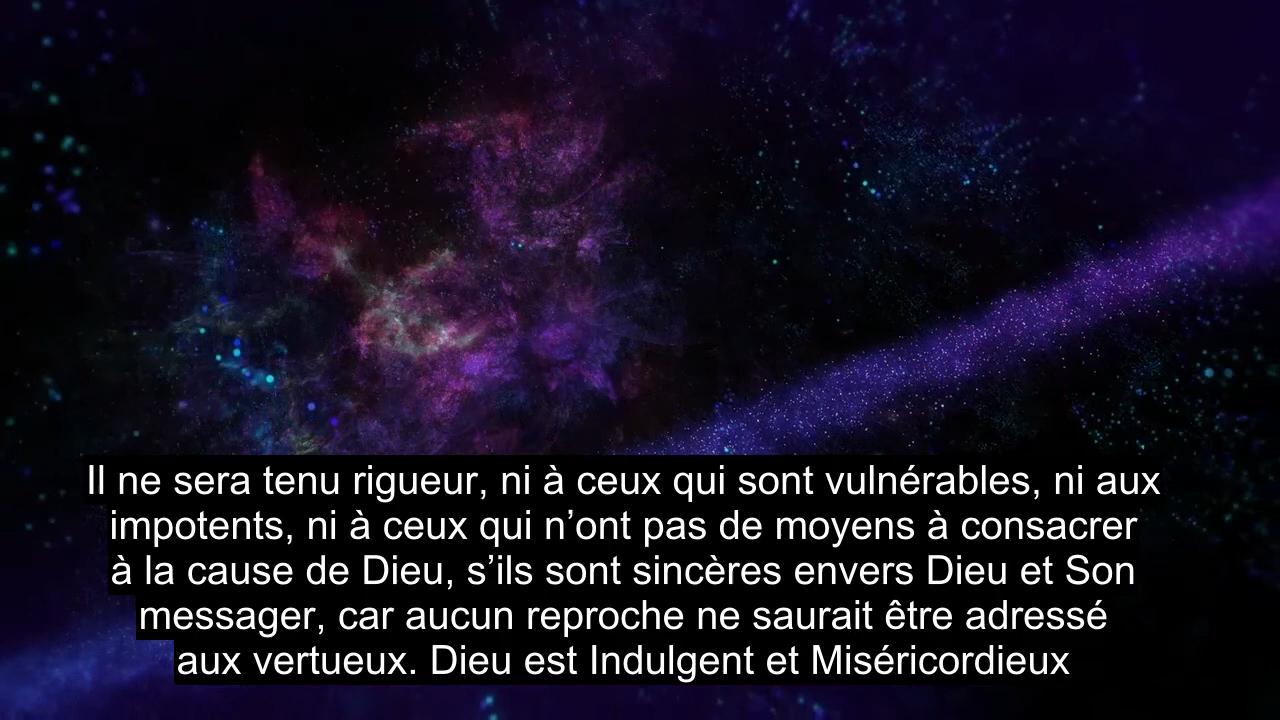 Il ne sera tenu rigueur, ni à ceux qui sont vulnérables, ni aux
impotents, ni à ceux qui n’ont pas de moyens à consacrer
à la cause de Dieu, s’ils sont sincères envers Dieu et Son
messager, car aucun reproche ne saurait être adressé
aux vertueux. Dieu est Indulgent et Miséricordieux